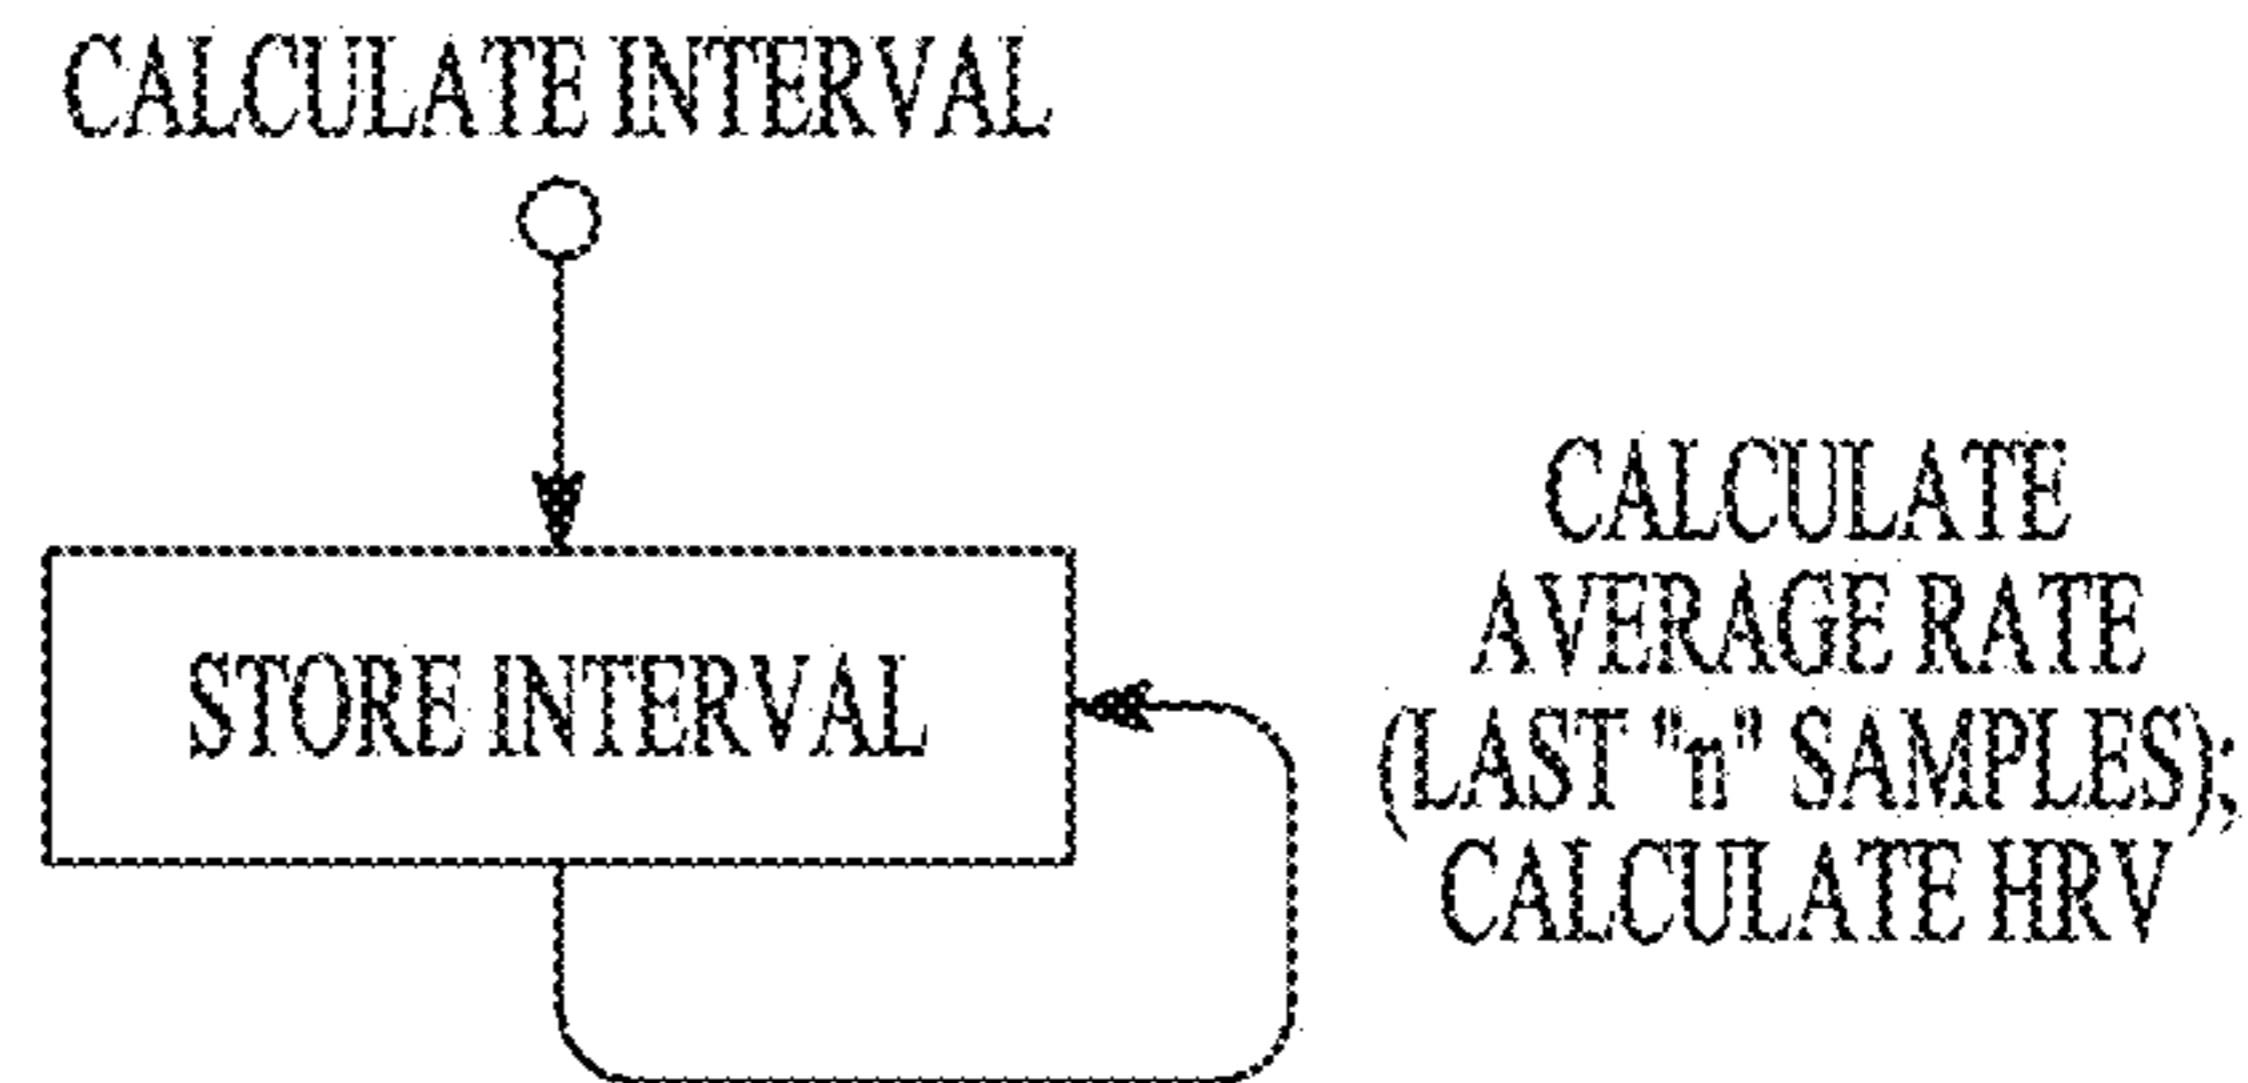 CALCULATE INTERVAL
STORE INTERVAL
CALCULATE
AVERAGE RATE
(LAST "n" SAMPLES);
CALCULATE HRV